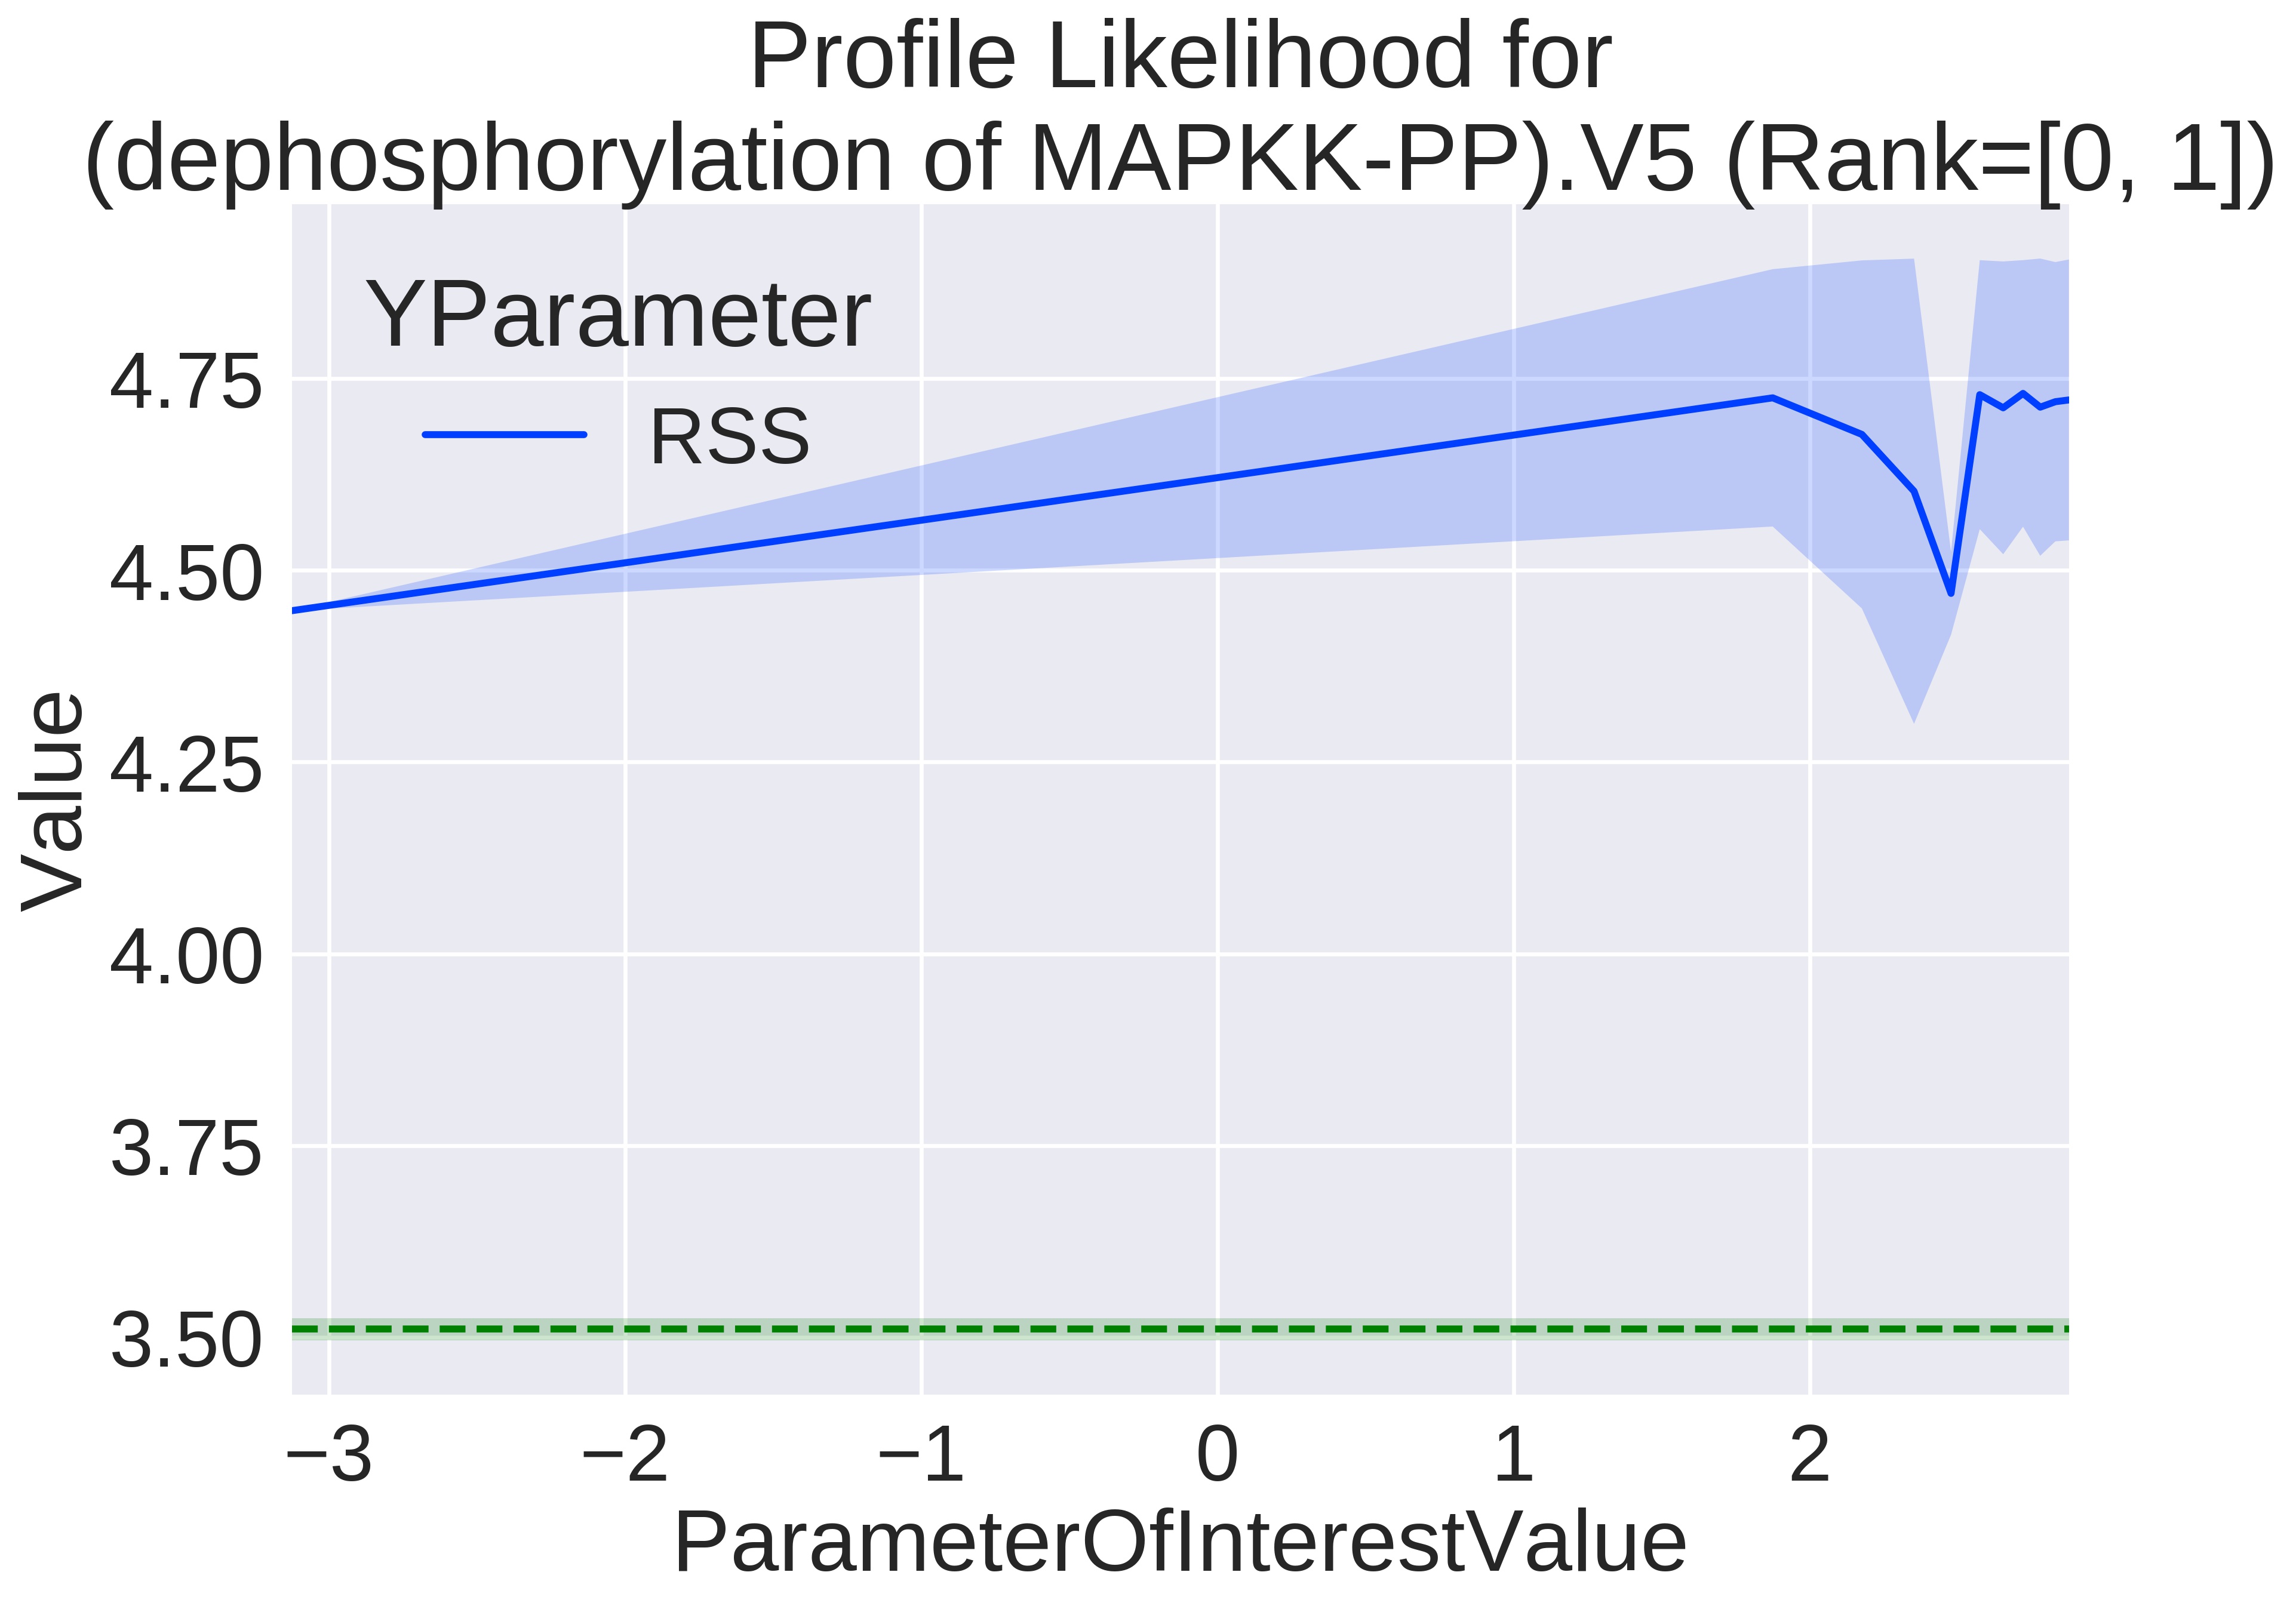 Profile Likelihood for
(dephosphorylation of MAPKK-PP).V5 (Rank=[0, 1])
YParameter
RSS
4.75
4.50
4.25
4.00
3.75
3.50
Value
−3 −2 −1 0 1 2
ParameterOfInterestValue